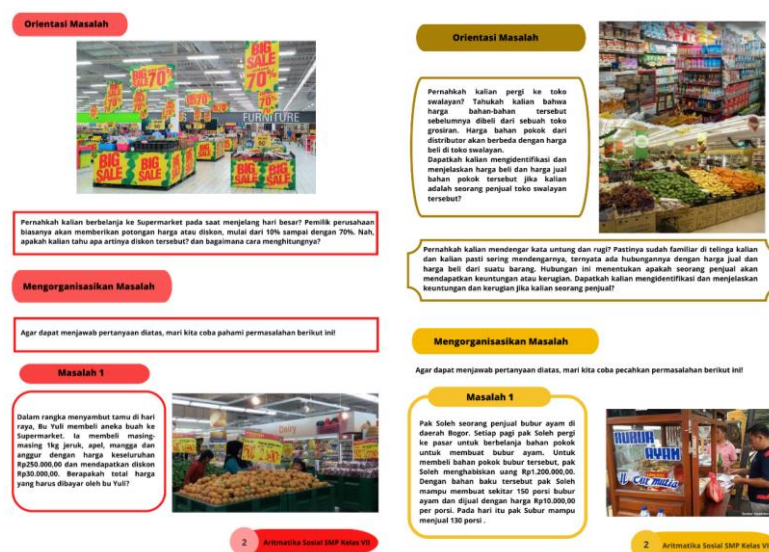 Orientasi Masalah
BIG SALE 70%
BIG SALE 70%
BIG SALE
70%
FURNITURE
BIG SALE
BIG SALE
BIG SALE
BIG SALE
Pernahkah kalian berbelanja ke Supermarket pada saat menjelang hari besar? Pemilik perusahaan
biasanya akan memberikan potongan harga atau diskon, mulai dari 10% sampai dengan 70%. Nah,
apakah kalian tahu apa artinya diskon tersebut? dan bagaimana cara menghitungnya?
Mengorganisasikan Masalah
Agar dapat menjawab pertanyaan diatas, mari kita coba pahami permasalahan berikut ini!
Masalah 1
Dalam rangka menyambut tamu di hari
raya, Bu Yuli membeli aneka buah ke
Supermarket. Ia membeli masing-
masing 1kg jeruk, apel, mangga dan
anggur dengan harga keseluruhan
Rp250.000,00 dan mendapatkan diskon
Rp30.000,00. Berapakah total harga
yang harus dibayar oleh bu Yuli?
Dairy
2 Aritmatika Sosial SMP Kelas VII
Orientasi Masalah
Pernahkah kalian pergi ke toko
swalayan? Tahukah kalian bahwa
harga bahan-bahan tersebut
sebelumnya dibeli dari sebuah toko
grosiran. Harga bahan pokok dari
distributor akan berbeda dengan harga
beli di toko swalayan.
Dapatkah kalian mengidentifikasi dan
menjelaskan harga beli dan harga jual
bahan pokok tersebut jika kalian
adalah seorang penjual toko swalayan
tersebut?
Pernahkah kalian mendengar kata untung dan rugi? Pastinya sudah familiar di telinga kalian
dan kalian pasti sering mendengarnya, ternyata ada hubungannya dengan harga jual dan
harga beli dari suatu barang. Hubungan ini menentukan apakah seorang penjual akan
mendapatkan keuntungan atau kerugian. Dapatkah kalian mengidentifikasi dan menjelaskan
keuntungan dan kerugian jika kalian seorang penjual?
Mengorganisasikan Masalah
Agar dapat menjawab pertanyaan diatas, mari kita coba pecahkan permasalahan berikut ini!
Masalah 1
Pak Soleh seorang penjual bubur ayam di
daerah Bogor. Setiap pagi pak Soleh pergi
ke pasar untuk berbelanja bahan pokok
untuk membuat bubur ayam. Untuk
membeli bahan pokok bubur tersebut, pak
Soleh menghabiskan uang Rp1.200.000,00.
Dengan bahan baku tersebut pak Soleh
mampu membuat sekitar 150 porsi bubur
ayam dan dijual dengan harga Rp10.000,00
per porsi. Pada hari itu pak Subur mampu
menjual 130 porsi .
BUBUR
AYAM
JL. Cut mutia
2 Aritmatika Sosial SMP Kelas VII